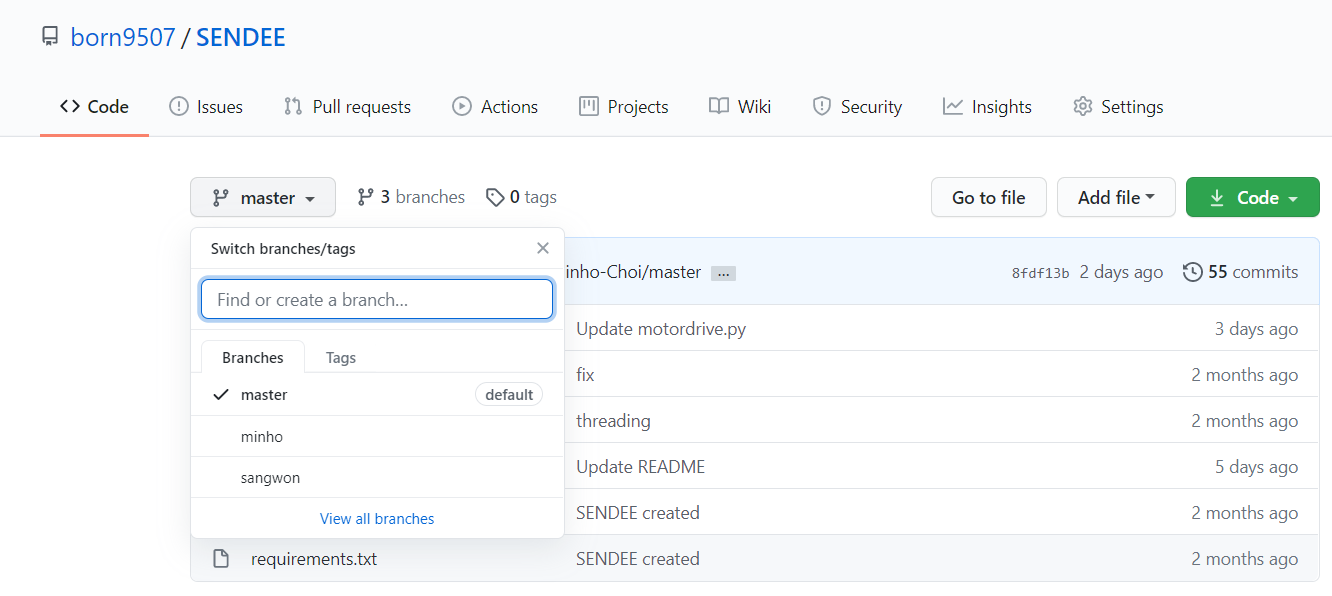 born9507 / SENDEE
Code Issues Pull requests Actions Projects Wiki Security Insights Settings
master 3 branches 0 tags Go to file Add file Code
Switch branches/tags
inho-Choi/master ... 8fdf13b 2 days ago 55 commits
Find or create a branch...
Update motordrive.py 3 days ago
Branches Tags
fix 2 months ago
master default
threading 2 months ago
minho
Update README 5 days ago
sangwon
SENDEE created 2 months ago
View all branches
requirements.txt SENDEE created 2 months ago